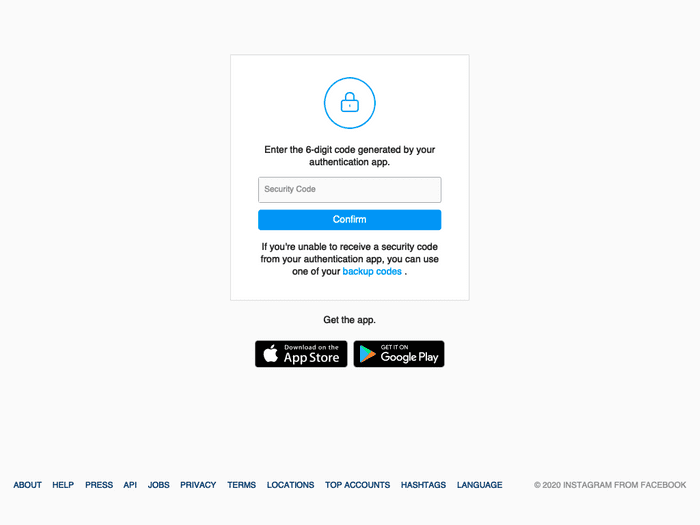 Enter the 6-digit code generated by your
authentication app.
Security Code
Confirm
If you're unable to receive a security code
from your authentication app, you can use
one of your backup codes .
Get the app.
Download on the
App Store
GET IT ON
Google Play
ABOUT HELP PRESS API JOBS PRIVACY TERMS LOCATIONS TOP ACCOUNTS HASHTAGS LANGUAGE © 2020 INSTAGRAM FROM FACEBOOK